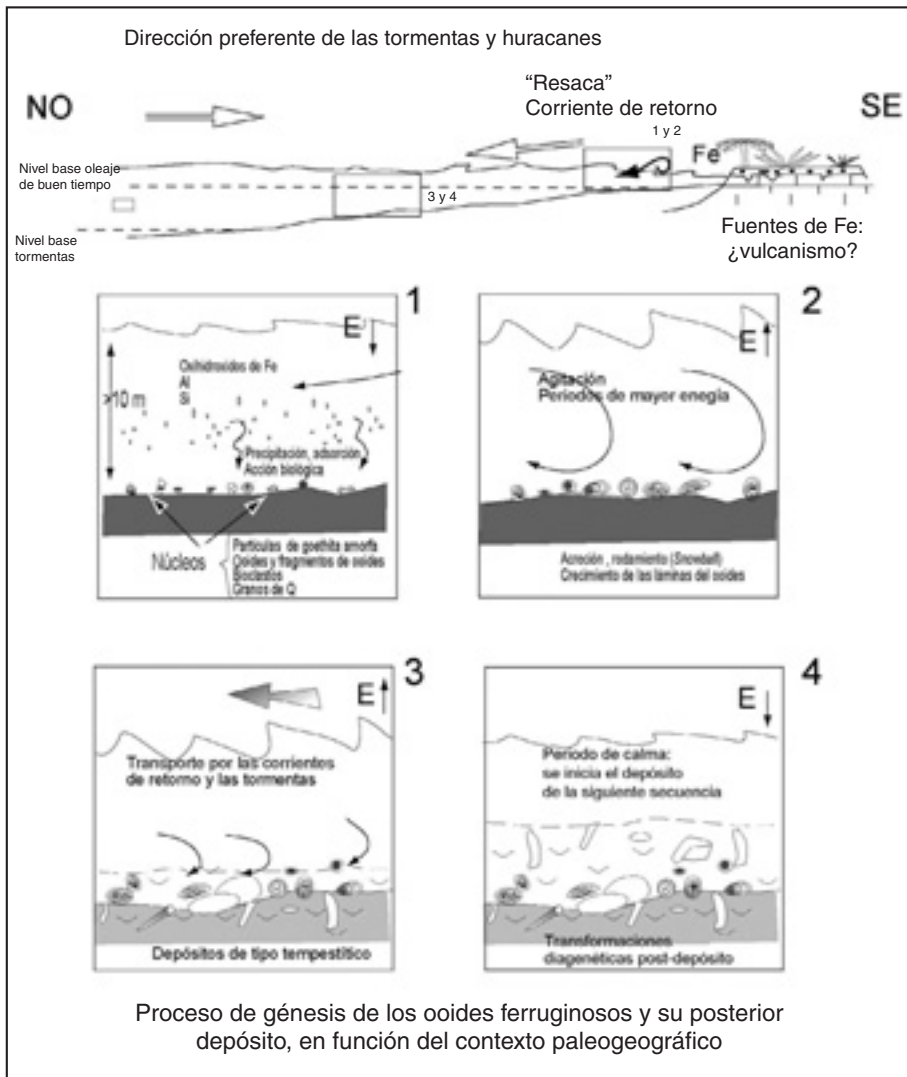 Dirección preferente de las tormentas y huracanes
“Resaca”
Corriente de retorno
NO
SE
1 y 2
Fe
Nivel base oleaje
de buen tiempo
3 y 4
Nivel base
tormentas
Fuentes de Fe:
¿vulcanismo?
1
E
Oxihidroxidos de Fe
Al
Si
>10 m
Precipitación, adsorción
Acción biológica
Núcleos
Partículas de goethita amorfa
Ooides y fragmentos de ooides
Bioclastos
Granos de Q
2
E
Agitación
Periodos de mayor enegía
Acreción , rodamiento (Snowball)
Crecimiento de las láminas del ooides
3
E
Transporte por las corrientes
de retorno y las tormentas
Depósitos de tipo tempestítico
4
E
Periodo de calma:
se inicia el depósito
de la siguiente secuencia
Transformaciones
diagenéticas post-depósito
Proceso de génesis de los ooides ferruginosos y su posterior
depósito, en función del contexto paleogeográfico